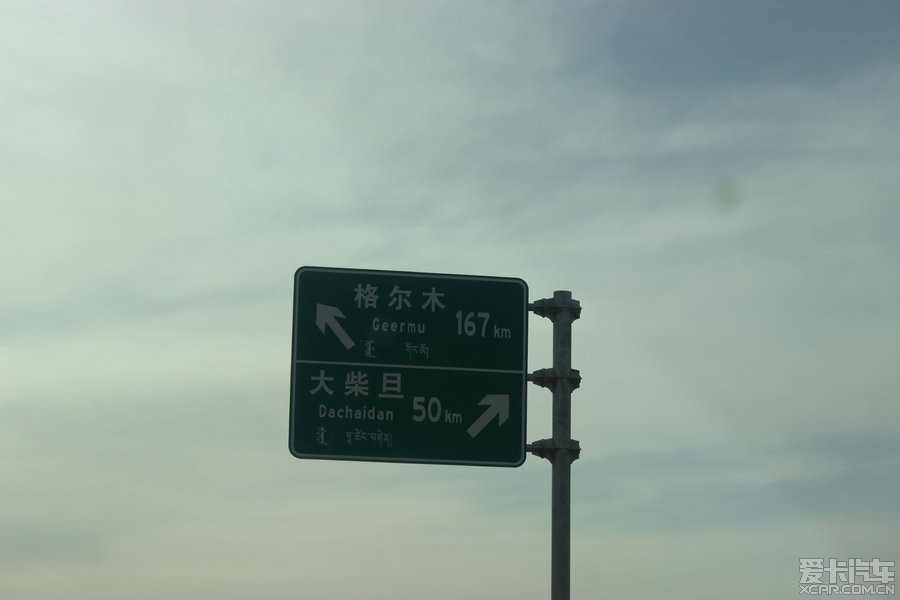 格尔木
Geermu
167 km
大柴旦
Dachaidan
50 km
爱卡汽车
XCAR.COM.CN